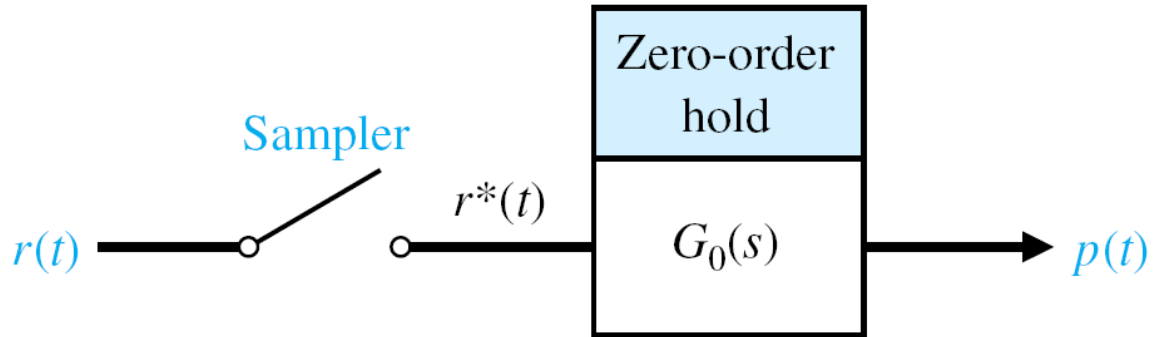 Zero-order
hold
Sampler
r*(t)
r(t)
G₀(s)
p(t)